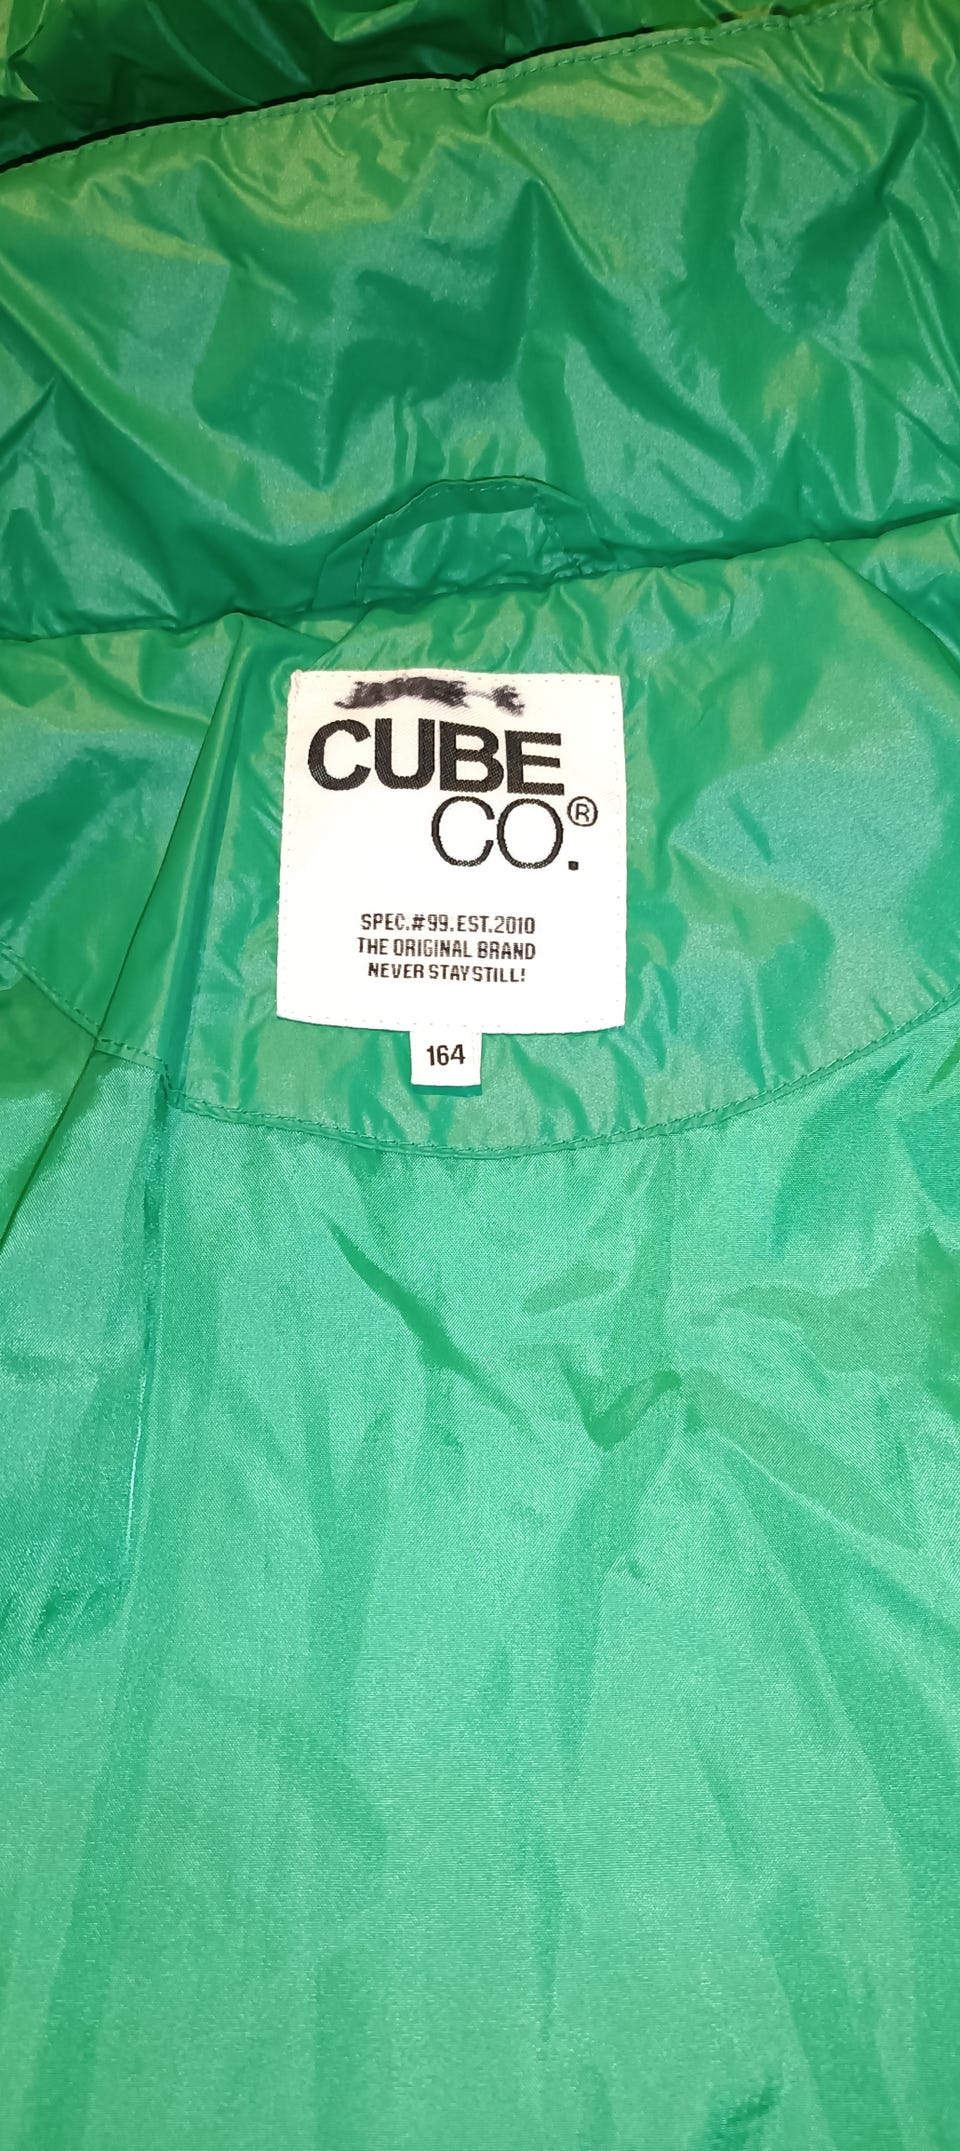 CUBE
CO.®
SPEC.#99.EST.2010
THE ORIGINAL BRAND
NEVER STAY STILL!
164